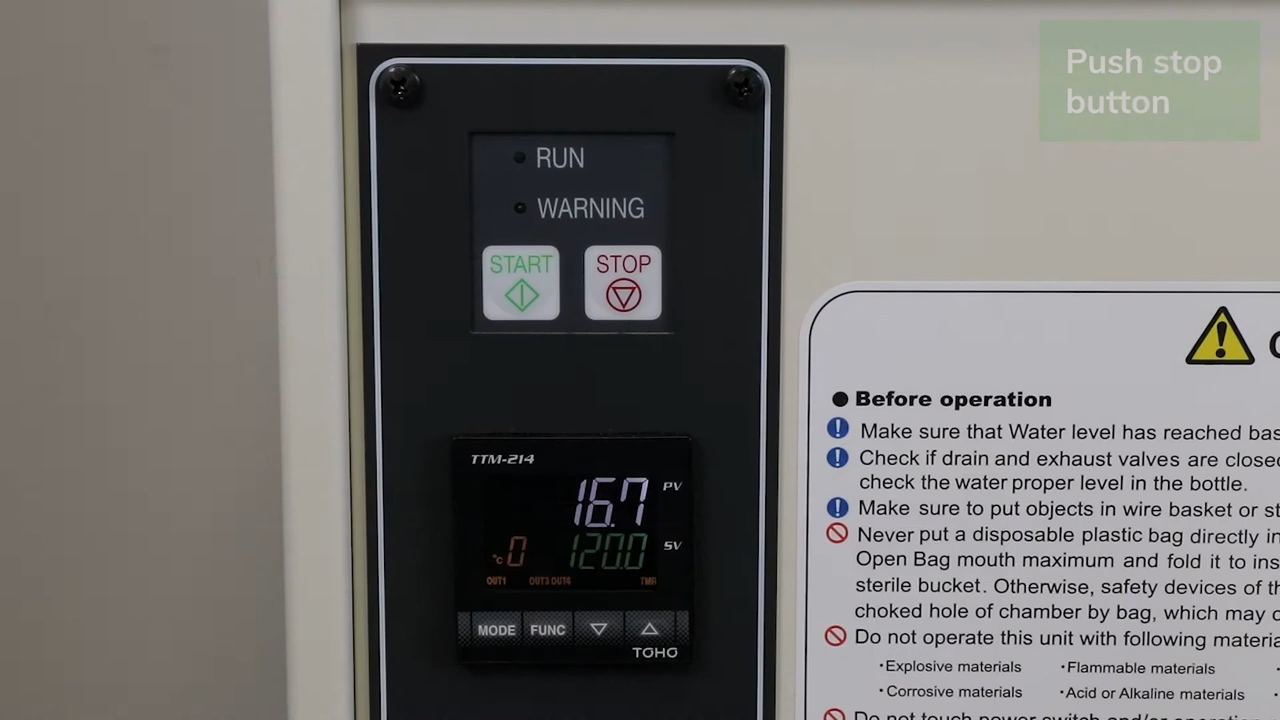 Push stop
button
RUN
WARNING
START
STOP
TTM-214
16.7 PV
°C 0 120.0 SV
OUT1 OUT3 OUT4 TMR
MODE FUNC
TOHO
Before operation
Make sure that Water level has reached bas
Check if drain and exhaust valves are closed
check the water proper level in the bottle.
Make sure to put objects in wire basket or st
Never put a disposable plastic bag directly in
Open Bag mouth maximum and fold it to ins
sterile bucket. Otherwise, safety devices of th
choked hole of chamber by bag, which may c
Do not operate this unit with following materia
・Explosive materials ・Flammable materials
・Corrosive materials ・Acid or Alkaline materials
Do not touch power switch and/or operation